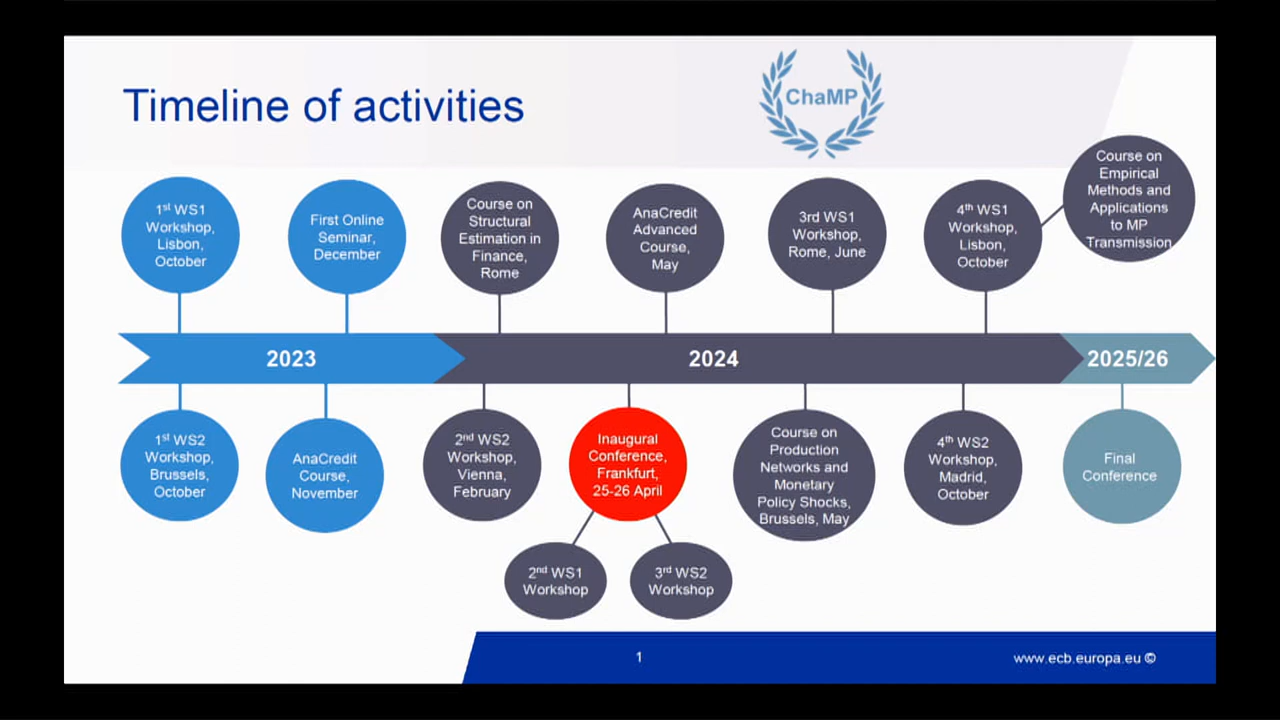 Timeline of activities
ChaMP
1st WS1
Workshop,
Lisbon,
October
First Online
Seminar,
December
Course on
Structural
Estimation in
Finance,
Rome
AnaCredit
Advanced
Course,
May
3rd WS1
Workshop,
Rome, June
4th WS1
Workshop,
Lisbon,
October
Course on
Empirical
Methods and
Applications
to MP
Transmission
2023
2024
2025/26
1st WS2
Workshop,
Brussels,
October
AnaCredit
Course,
November
2nd WS2
Workshop,
Vienna,
February
Inaugural
Conference,
Frankfurt,
25-26 April
Course on
Production
Networks and
Monetary
Policy Shocks,
Brussels, May
4th WS2
Workshop,
Madrid,
October
Final
Conference
2nd WS1
Workshop
3rd WS2
Workshop
1
www.ecb.europa.eu ©